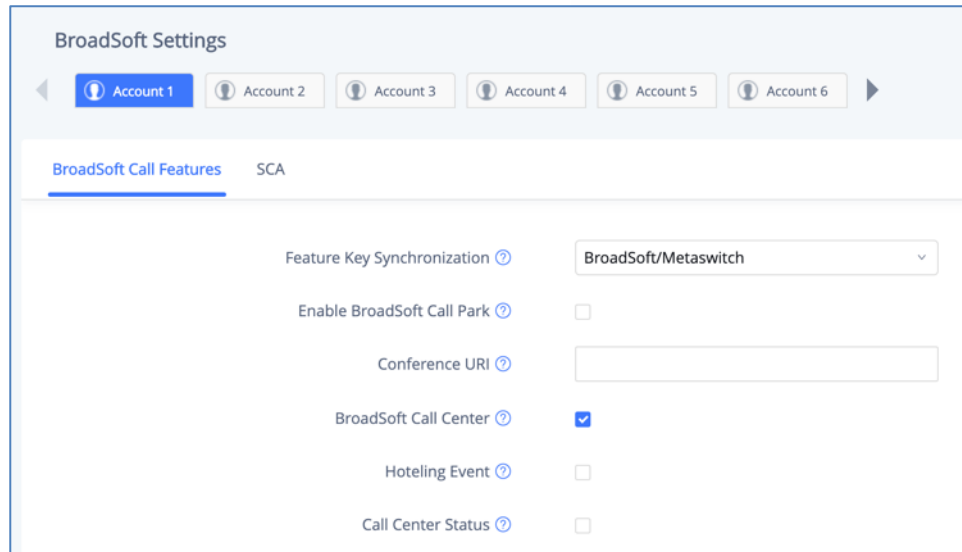 BroadSoft Settings
Account 1 Account 2 Account 3 Account 4 Account 5 Account 6
BroadSoft Call Features SCA
Feature Key Synchronization ? BroadSoft/Metaswitch
Enable BroadSoft Call Park ?
Conference URI ?
BroadSoft Call Center ?
Hoteling Event ?
Call Center Status ?